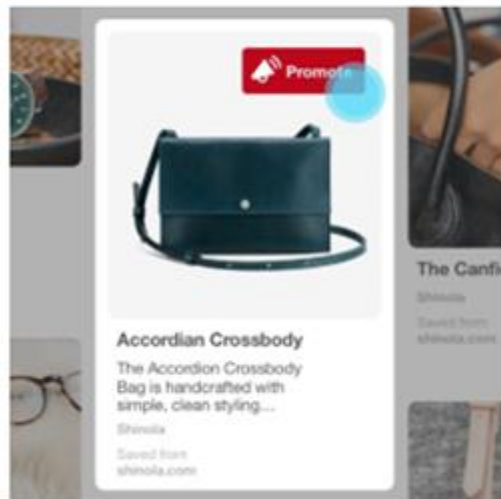 Promote
Accordian Crossbody
The Accordion Crossbody
Bag is handcrafted with
simple, clean styling...
Shinola
Saved from
shinola.com
The Canfi
Shinola
Saved from
shinola.com